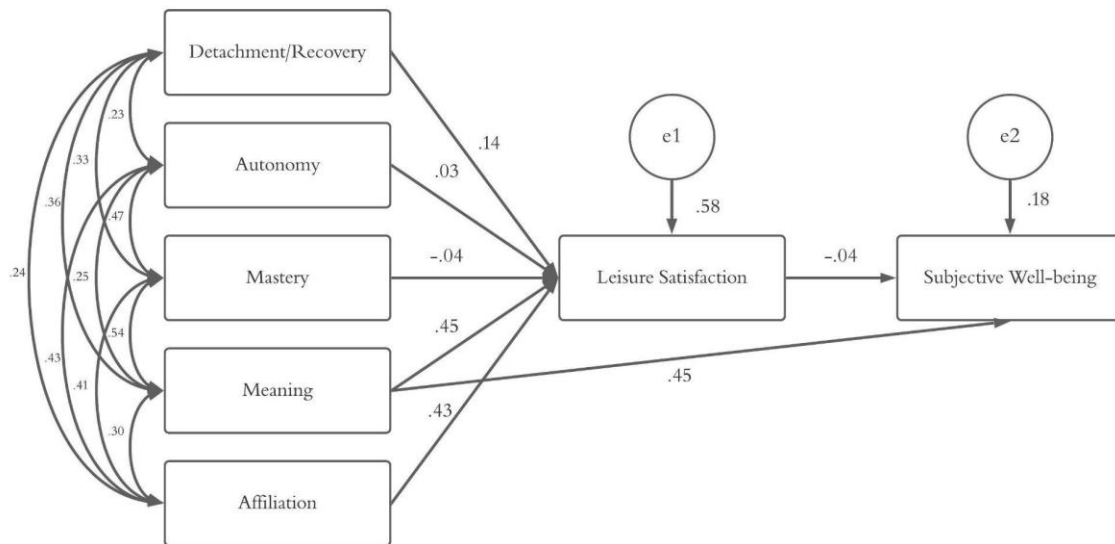 Detachment/Recovery
.23
.14
e1
e2
.33
Autonomy
.03
.36
.47
.58
.18
.24
.25
Mastery
-.04
Leisure Satisfaction
-.04
Subjective Well-being
.54
.45
.43
.41
Meaning
.45
.30
.43
Affiliation